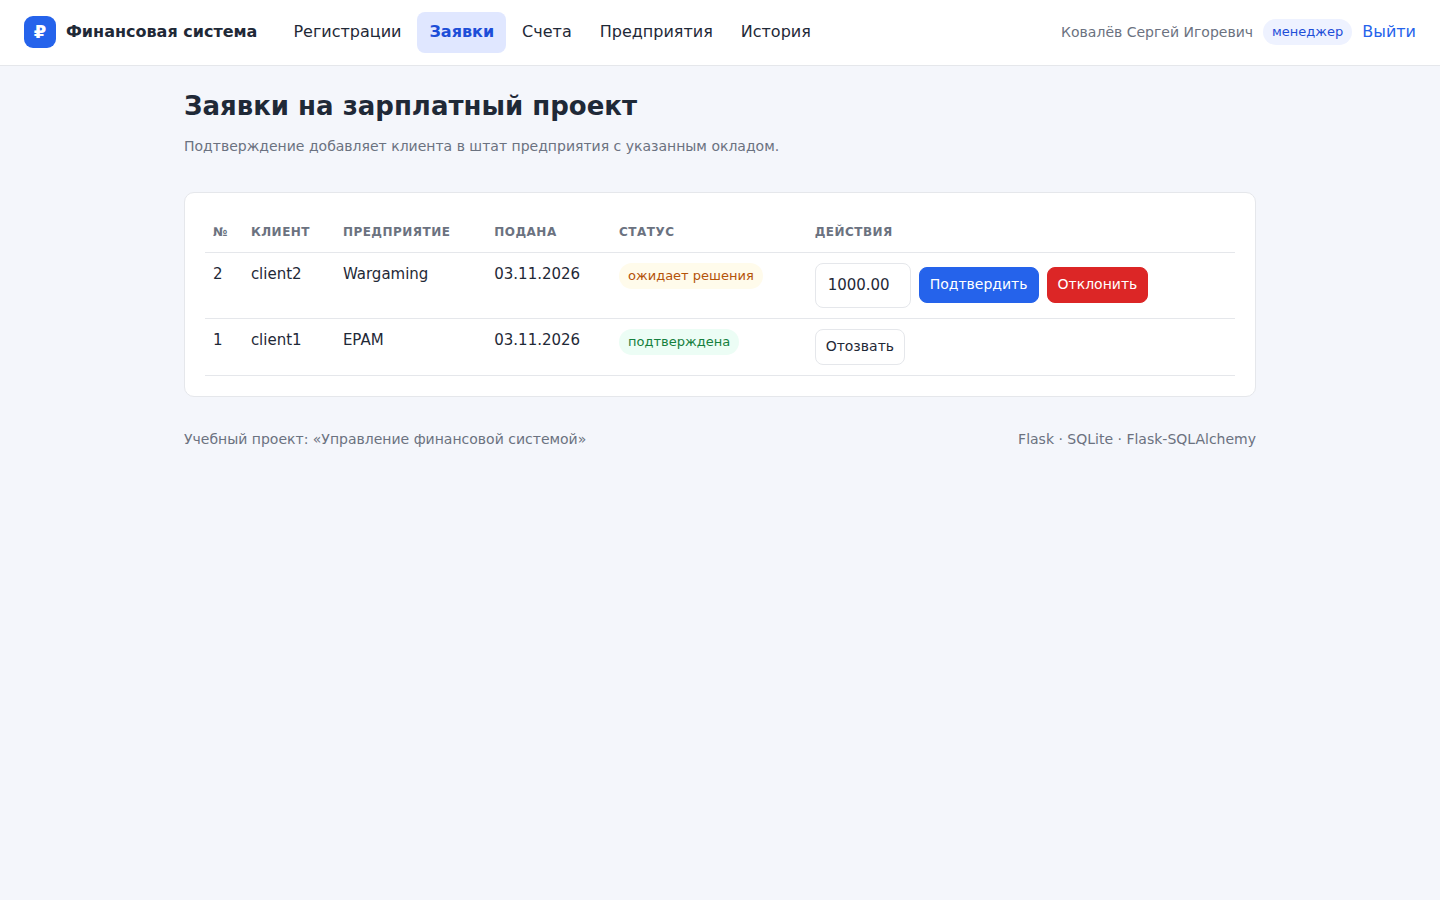 ₽ Финансовая система Регистрации Заявки Счета Предприятия История Ковалёв Сергей Игоревич менеджер Выйти
Заявки на зарплатный проект
Подтверждение добавляет клиента в штат предприятия с указанным окладом.
№ КЛИЕНТ ПРЕДПРИЯТИЕ ПОДАНА СТАТУС ДЕЙСТВИЯ
2 client2 Wargaming 03.11.2026 ожидает решения 1000.00 Подтвердить Отклонить
1 client1 EPAM 03.11.2026 подтверждена Отозвать
Учебный проект: «Управление финансовой системой» Flask · SQLite · Flask-SQLAlchemy